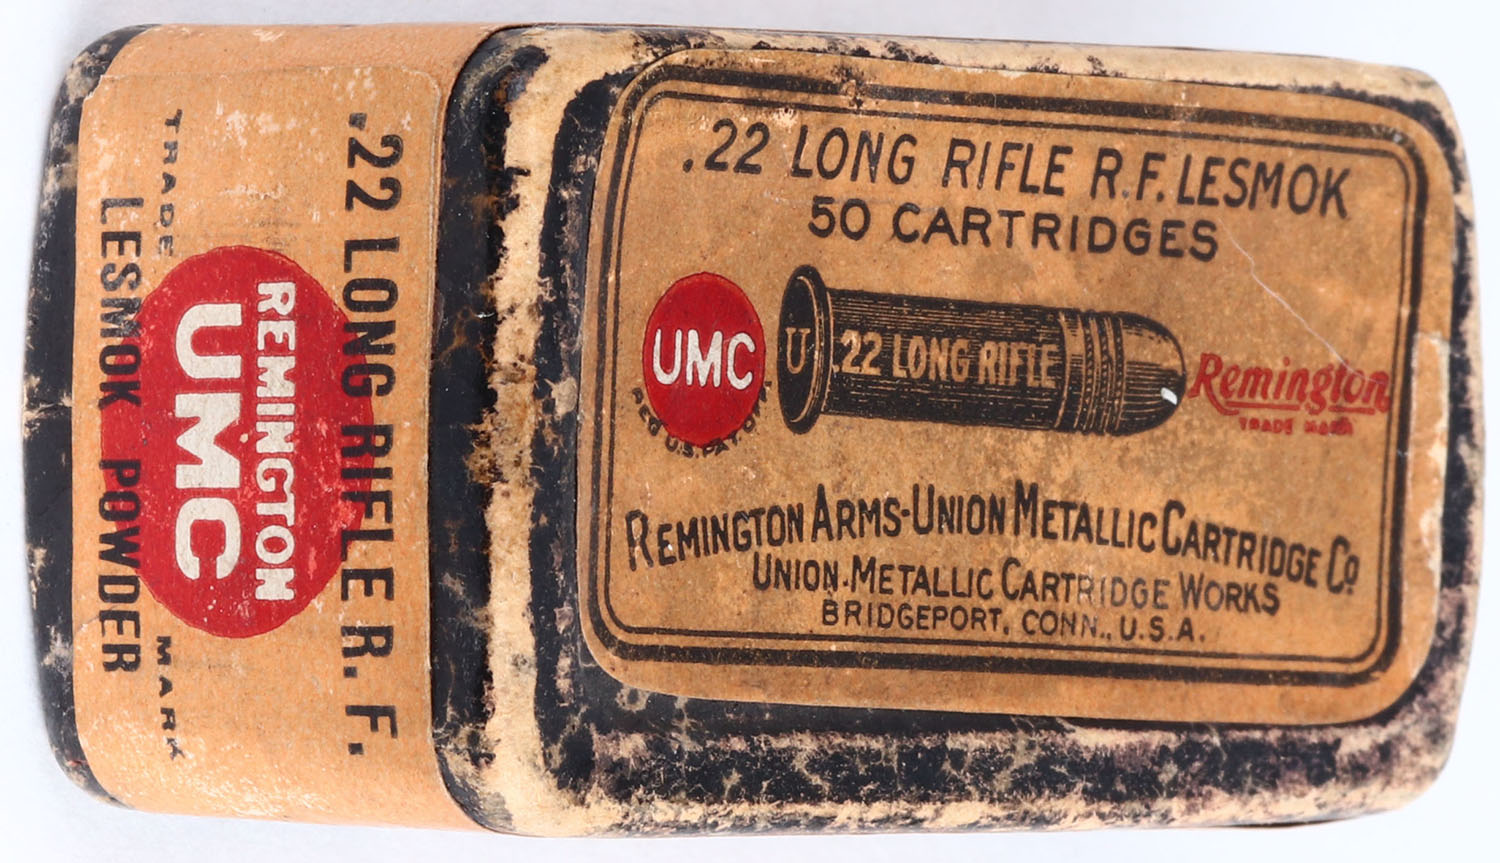 .22 LONG RIFLE R.F. LESMOK
50 CARTRIDGES
UMC
REG. U.S. PAT. OFF.
U
.22 LONG RIFLE
Remington
TRADE MARK
REMINGTON ARMS-UNION METALLIC CARTRIDGE CO.
UNION-METALLIC CARTRIDGE WORKS
BRIDGEPORT, CONN., U.S.A.
.22 LONG RIFLE R. F.
REMINGTON
UMC
TRADE MARK
LESMOK POWDER